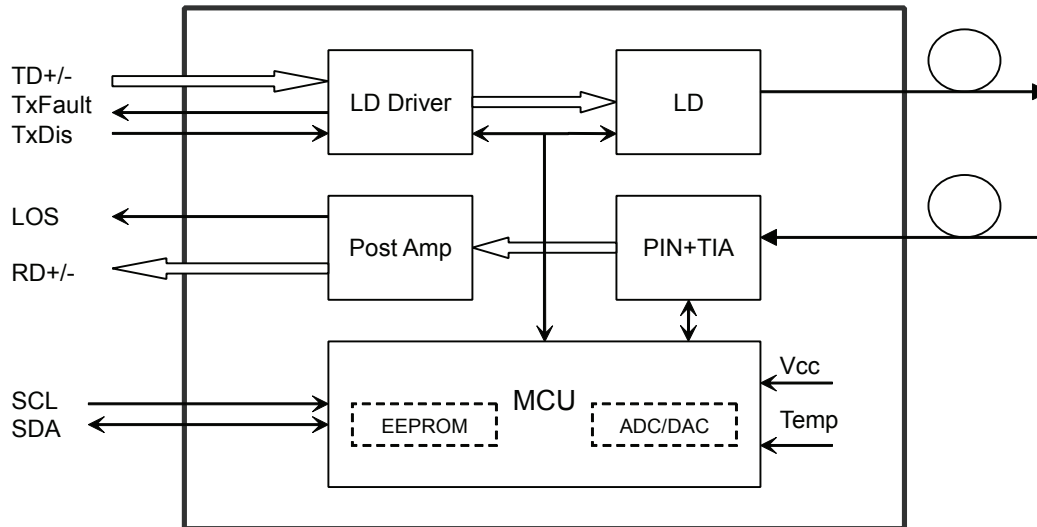 TD+/-
TxFault
TxDis
LD Driver
LD
LOS
RD+/-
Post Amp
PIN+TIA
SCL
SDA
MCU
EEPROM
ADC/DAC
Vcc
Temp